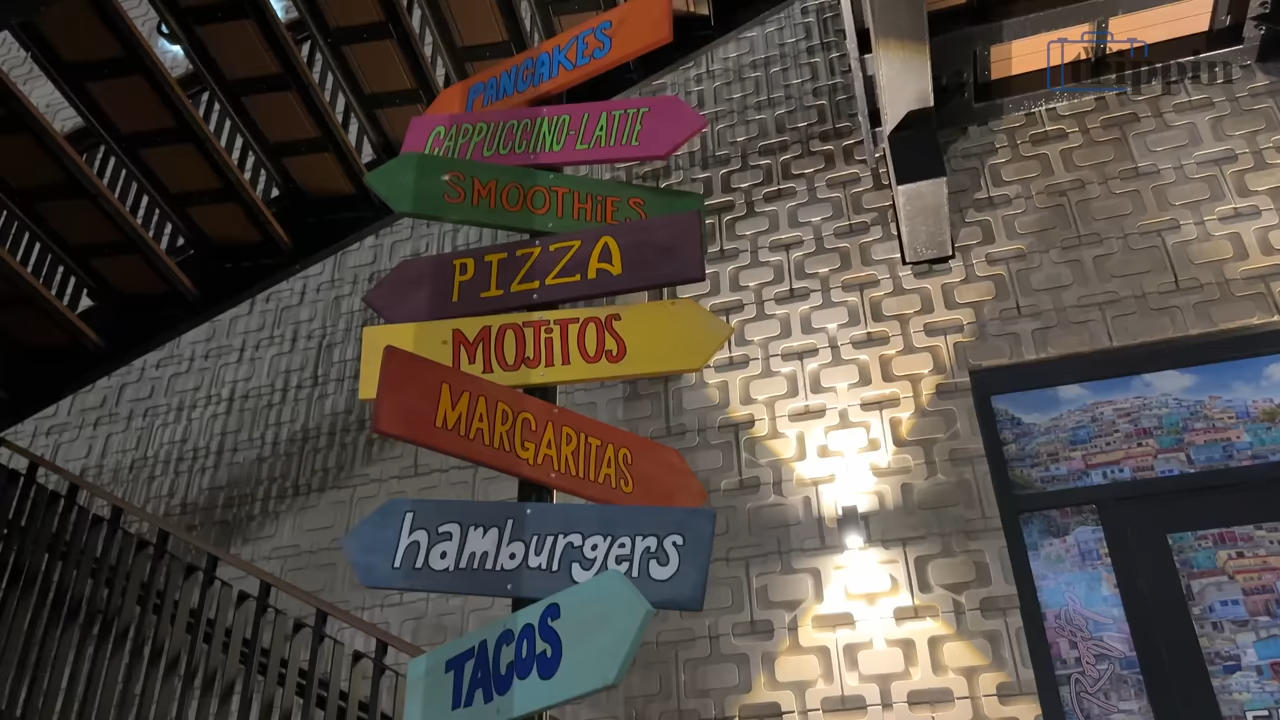 PANCAKES
CAPPUCCINO-LATTE
SMOOTHiES
PIZZA
MOJiTOS
MARGARITAS
hamburgers
TACOS